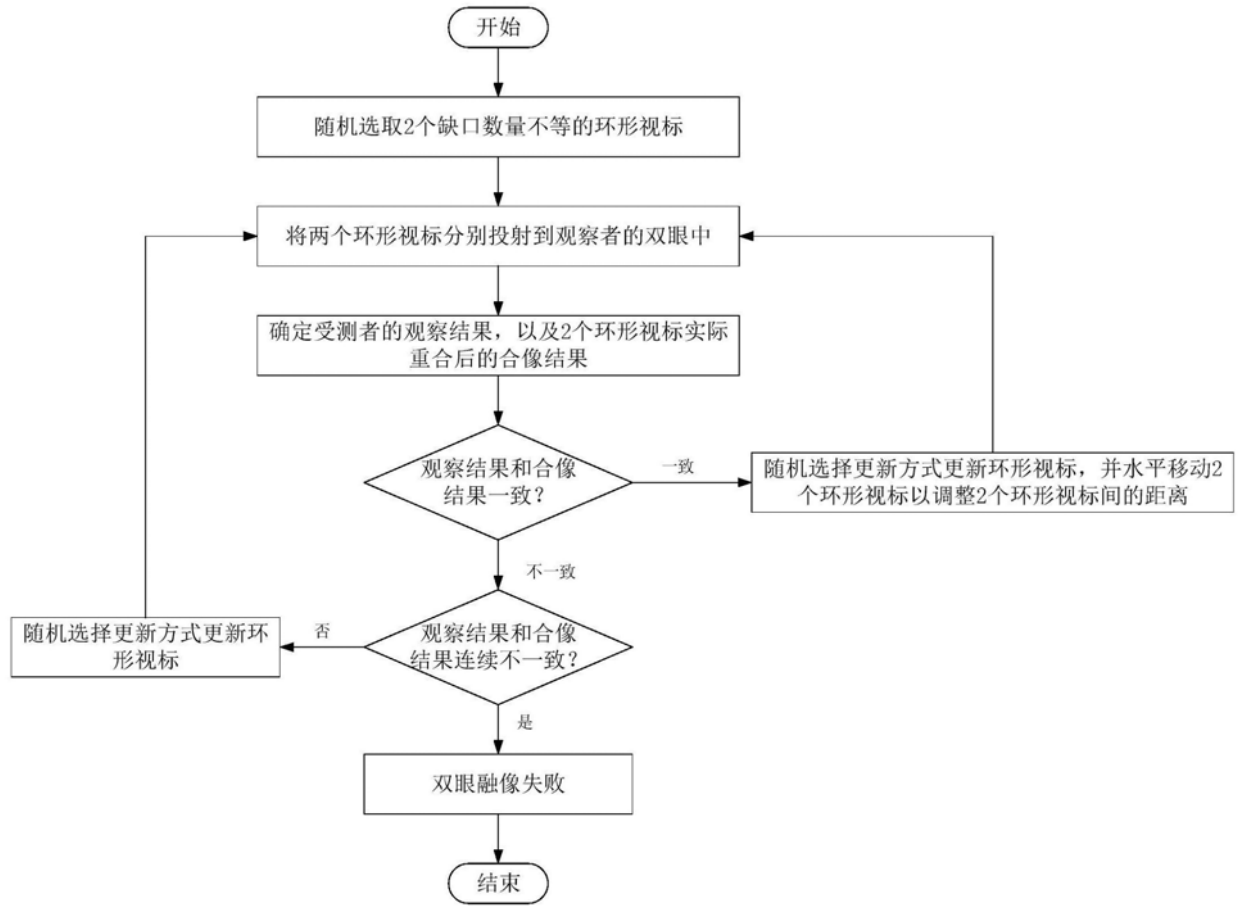 开始
随机选取2个缺口数量不等的环形视标
将两个环形视标分别投射到观察者的双眼中
确定受测者的观察结果，以及2个环形视标实际
重合后的合像结果
观察结果和合像
结果一致？
一致
随机选择更新方式更新环形视标，并水平移动2
个环形视标以调整2个环形视标间的距离
不一致
观察结果和合像
结果连续不一致？
否
随机选择更新方式更新环
形视标
是
双眼融像失败
结束